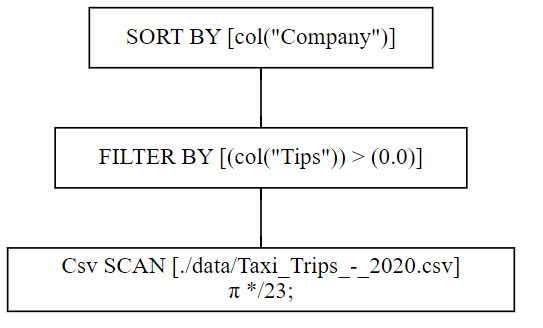 SORT BY [col("Company")]
FILTER BY [(col("Tips")) > (0.0)]
Csv SCAN [./data/Taxi_Trips_-_2020.csv]
π */23;